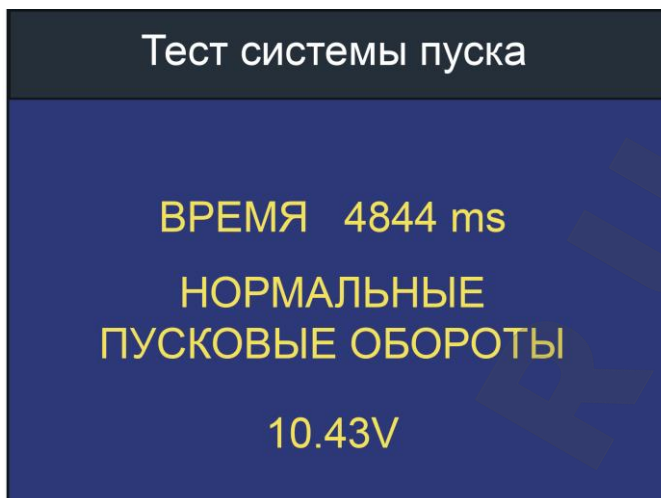 Тест системы пуска
ВРЕМЯ 4844 ms
НОРМАЛЬНЫЕ
ПУСКОВЫЕ ОБОРОТЫ
10.43V